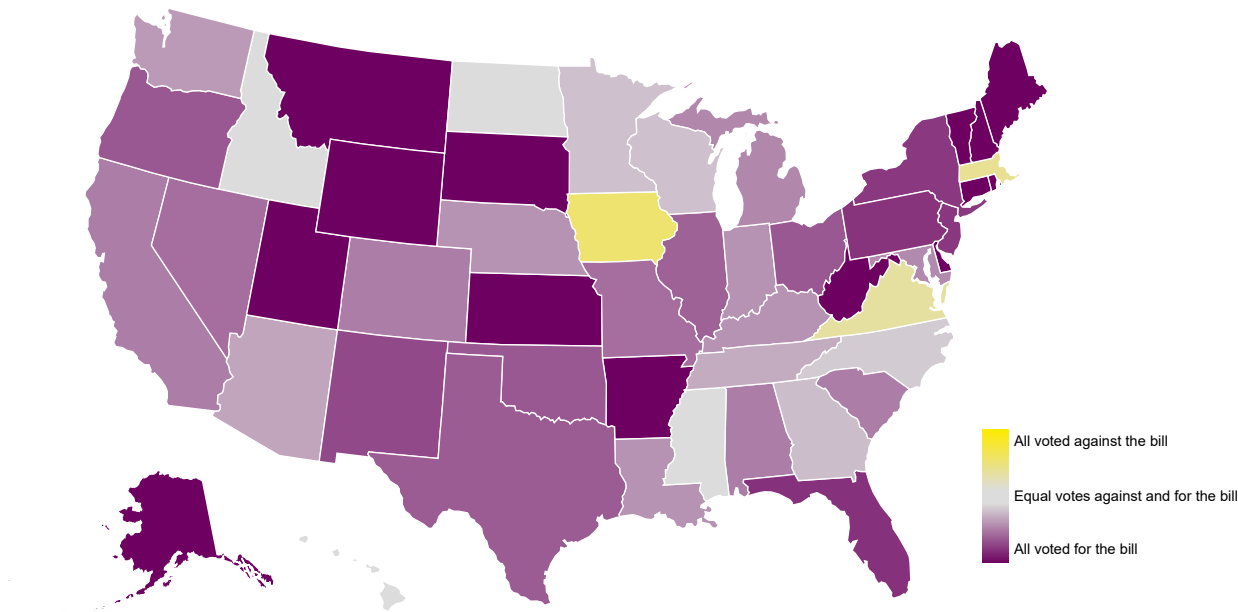 All voted against the bill
Equal votes against and for the bill
All voted for the bill